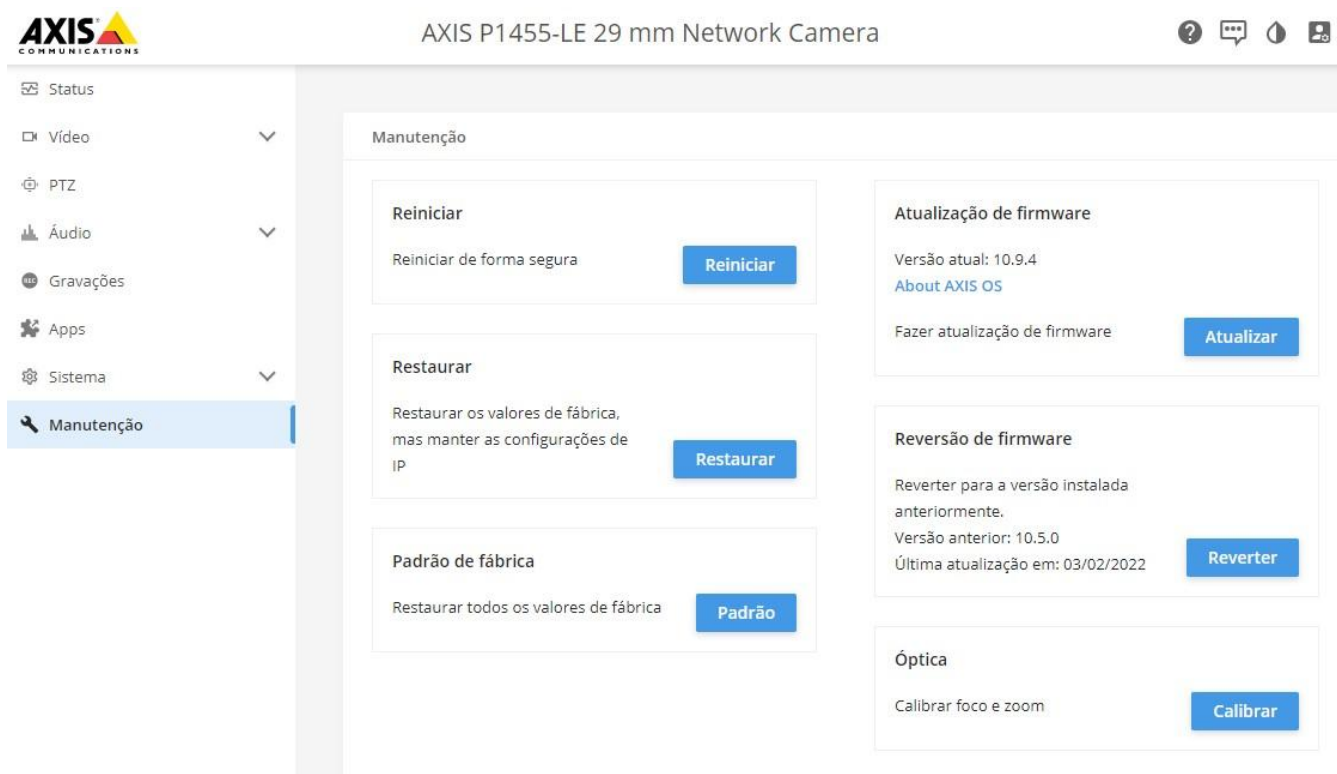 AXIS
COMMUNICATIONS
AXIS P1455-LE 29 mm Network Camera
Status
Vídeo
PTZ
Áudio
REC
Gravações
Apps
Sistema
Manutenção
Manutenção
Reiniciar
Reiniciar de forma segura
Reiniciar
Restaurar
Restaurar os valores de fábrica,
mas manter as configurações de
IP
Restaurar
Padrão de fábrica
Restaurar todos os valores de fábrica
Padrão
Atualização de firmware
Versão atual: 10.9.4
About AXIS OS
Fazer atualização de firmware
Atualizar
Reversão de firmware
Reverter para a versão instalada
anteriormente.
Versão anterior: 10.5.0
Última atualização em: 03/02/2022
Reverter
Óptica
Calibrar foco e zoom
Calibrar